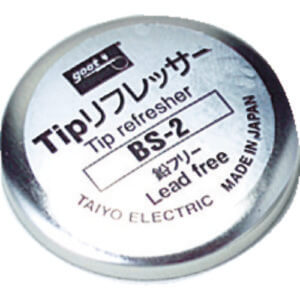 goot
Tipリフレッサー
Tip refresher
BS-2
鉛フリー
Lead free
TAIYO ELECTRIC MADE IN JAPAN